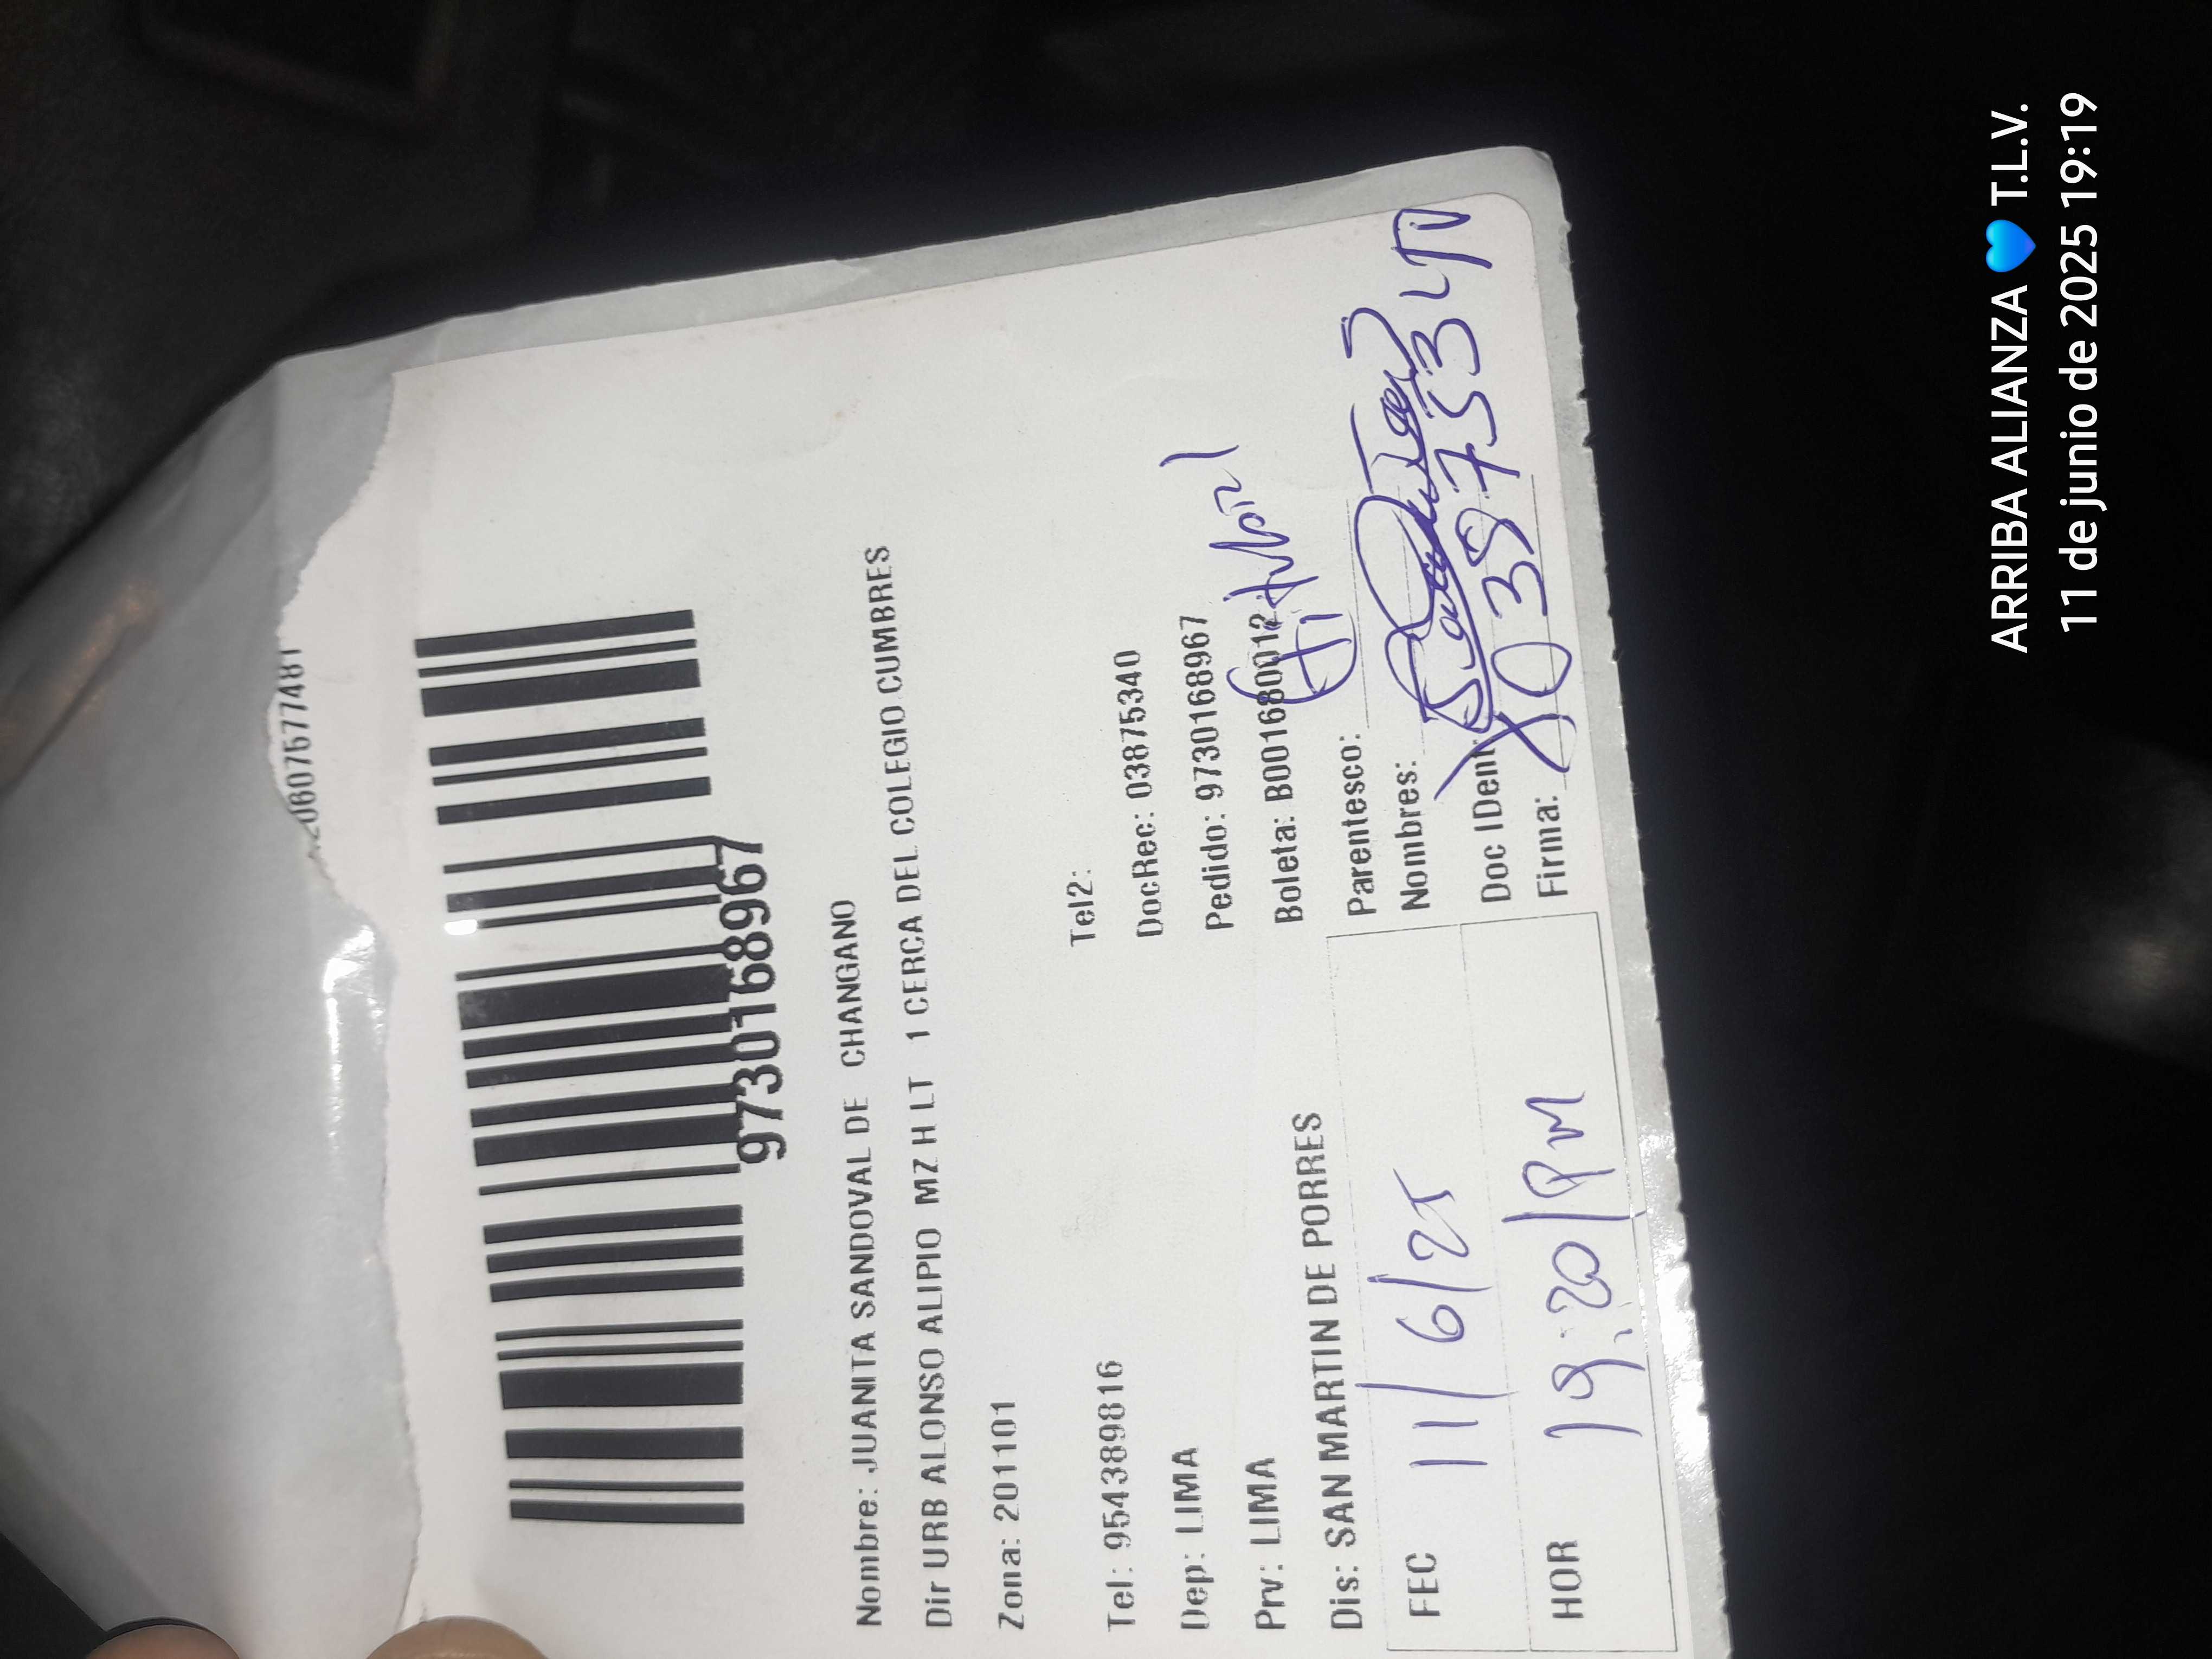 2060757748
9730168967
Nombre: JUANITA SANDOVAL DE CHANGANO
Dir URB ALONSO ALIPIO MZ H LT 1 CERCA DEL COLEGIO CUMBRES
Zona: 201101
Tel: 954389816 Tel2:
Dep: LIMA DocRec: 03875340
Prv: LIMA Pedido: 9730168967
Dis: SAN MARTIN DE PORRES Boleta: B00168001
FEC 11/6/25 Parentesco:
Nombres:
HOR 19:20 PM Doc IDent:
Firma:
ARRIBA ALIANZA 💙 T.L.V.
11 de junio de 2025 19:19